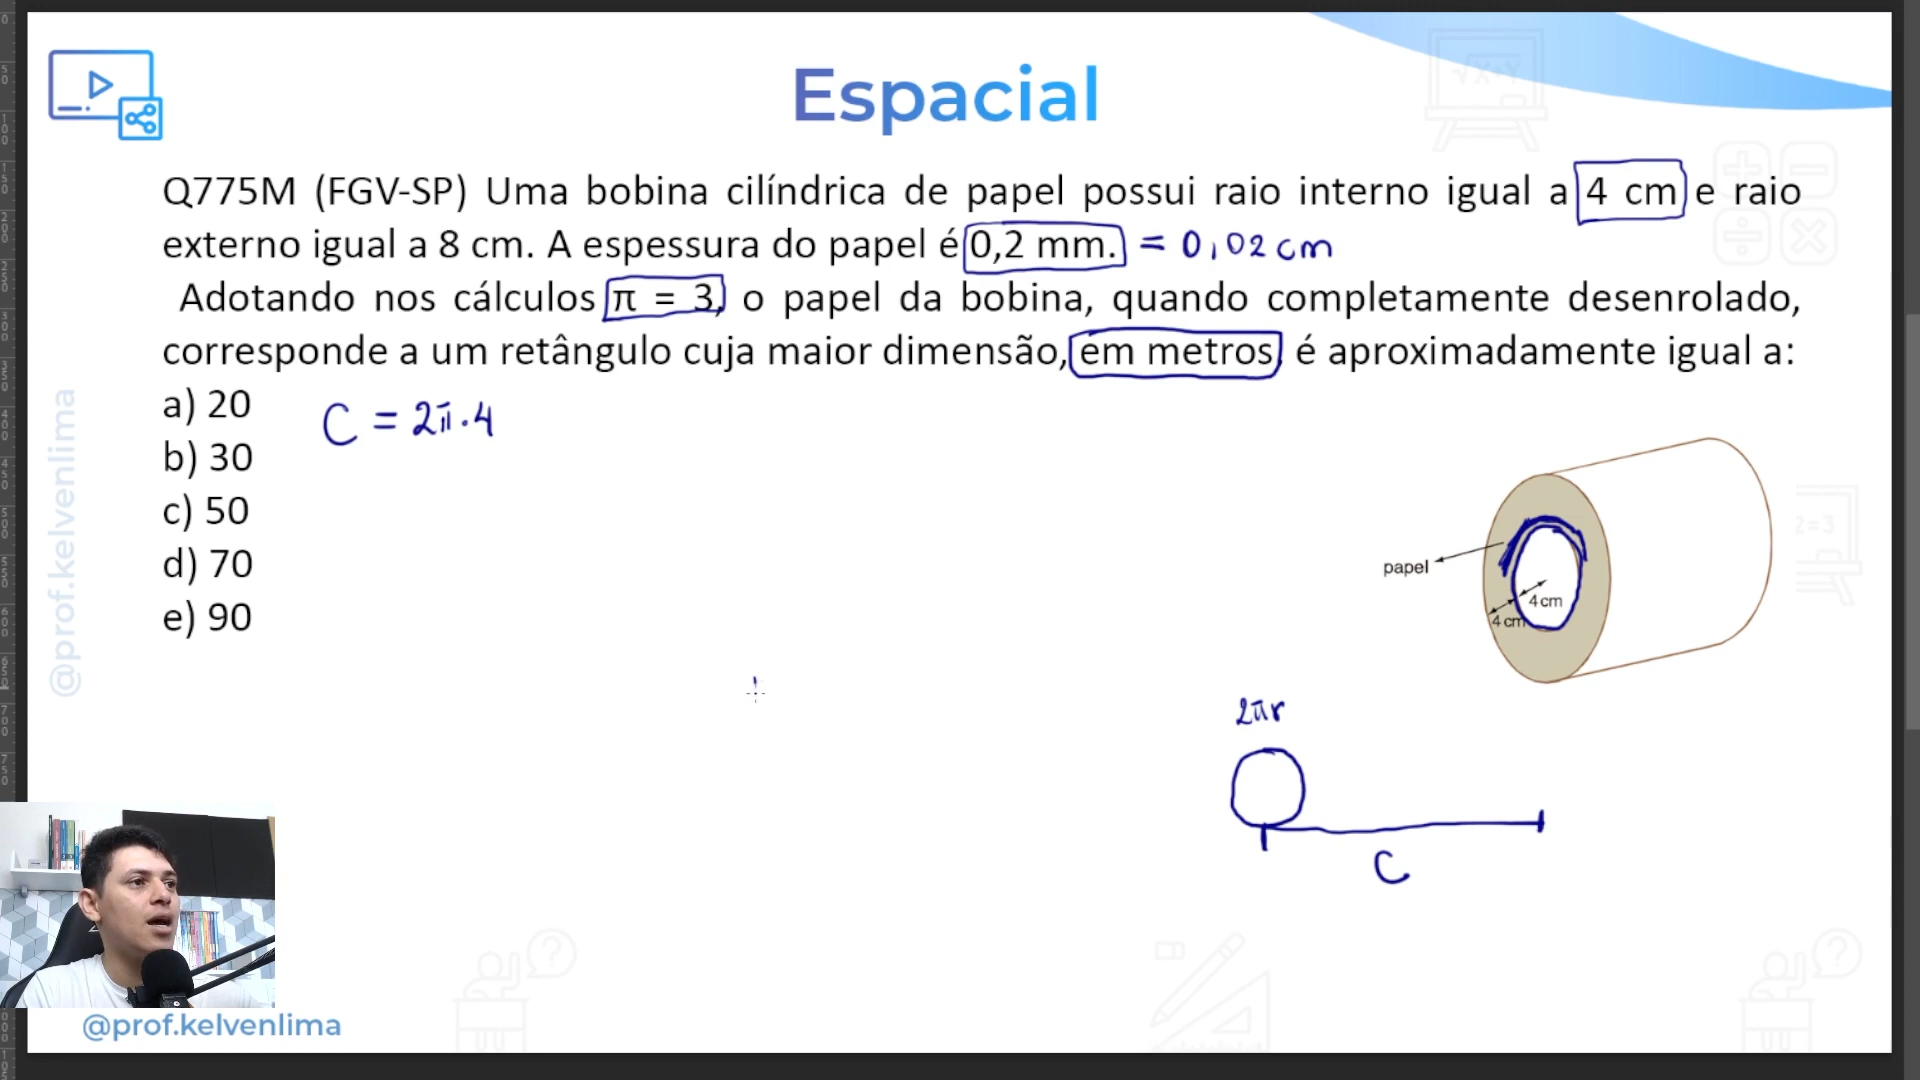 Espacial
Q775M (FGV-SP) Uma bobina cilíndrica de papel possui raio interno igual a 4 cm e raio
externo igual a 8 cm. A espessura do papel é 0,2 mm. = 0,02 cm
Adotando nos cálculos π = 3, o papel da bobina, quando completamente desenrolado,
corresponde a um retângulo cuja maior dimensão, em metros, é aproximadamente igual a:
a) 20
C = 2π.4
b) 30
c) 50
d) 70
e) 90
papel
4 cm
4 cm
2πr
C
@prof.kelvenlima
@prof.kelvenlima